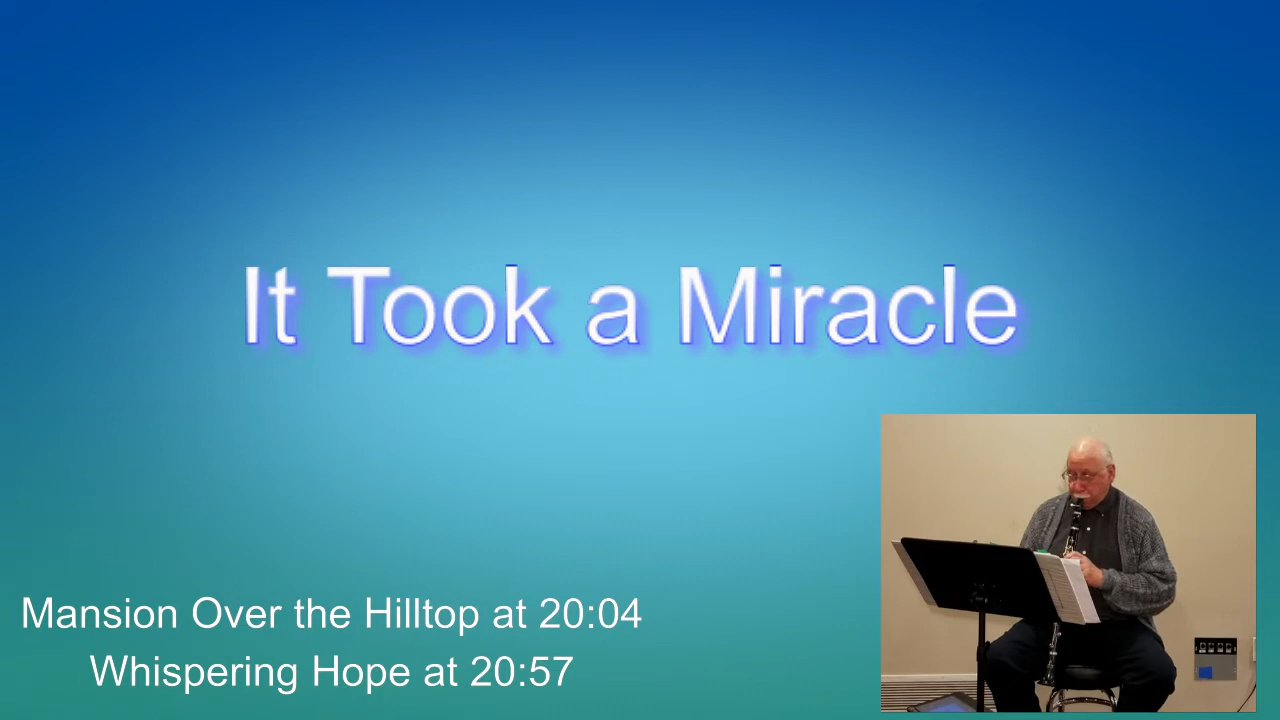 It Took a Miracle
Mansion Over the Hilltop at 20:04
Whispering Hope at 20:57